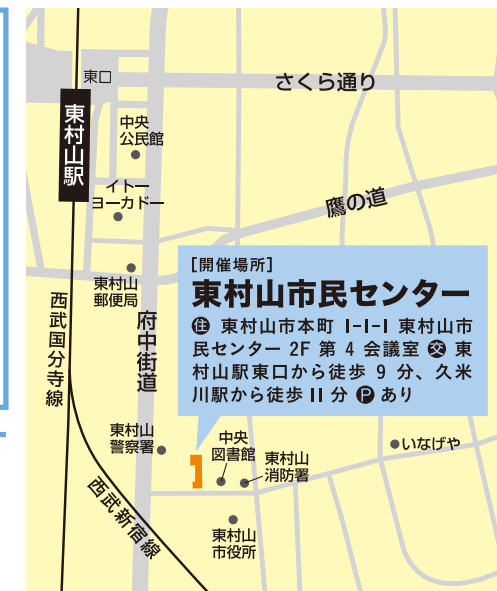 東口
さくら通り
東村山駅
中央
公民館
イトー
ヨーカドー
鷹の道
[開催場所]
東村山市民センター
住 東村山市本町 1-1-1 東村山市
民センター 2F 第 4 会議室 交 東
村山駅東口から徒歩 9 分、久米
川駅から徒歩 11 分 P あり
東村山
郵便局
西武国分寺線
府中街道
東村山
警察署
中央
図書館
東村山
消防署
いなげや
西武新宿線
東村山
市役所